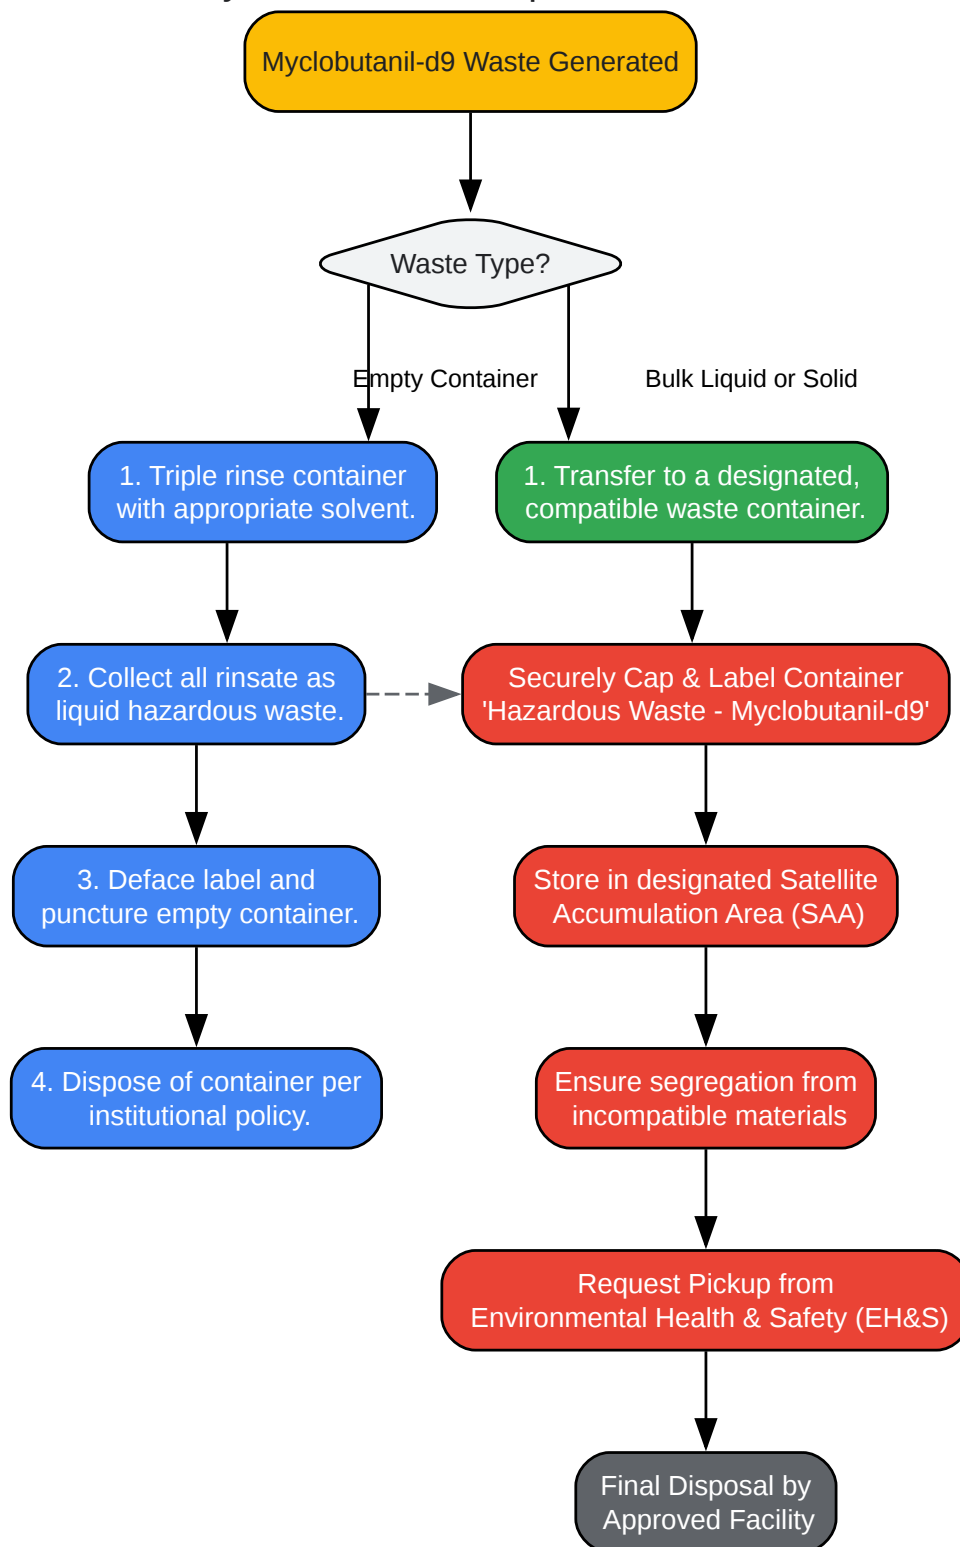 Myclobutanil-d9 Waste Generated
Waste Type?
Empty Container
Bulk Liquid or Solid
1. Triple rinse container
with appropriate solvent.
1. Transfer to a designated,
compatible waste container.
2. Collect all rinsate as
liquid hazardous waste.
Securely Cap & Label Container
'Hazardous Waste - Myclobutanil-d9'
3. Deface label and
puncture empty container.
Store in designated Satellite
Accumulation Area (SAA)
4. Dispose of container per
institutional policy.
Ensure segregation from
incompatible materials
Request Pickup from
Environmental Health & Safety (EH&S)
Final Disposal by
Approved Facility